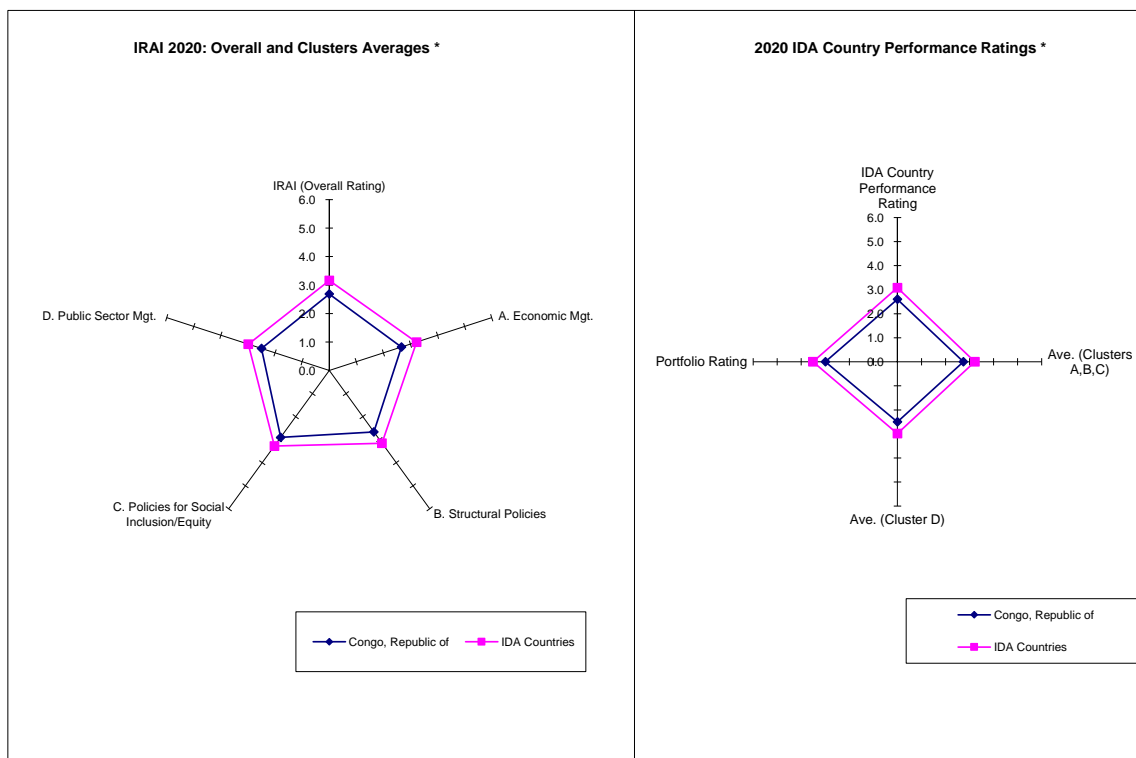 IRAI 2020: Overall and Clusters Averages *
IRAI (Overall Rating)
6.0
5.0
4.0
3.0
2.0
1.0
0.0
A. Economic Mgt.
B. Structural Policies
C. Policies for Social
Inclusion/Equity
D. Public Sector Mgt.
Congo, Republic of
IDA Countries
2020 IDA Country Performance Ratings *
IDA Country
Performance
Rating
6.0
5.0
4.0
3.0
2.0
1.0
0.0
Ave. (Clusters
A,B,C)
Ave. (Cluster D)
Portfolio Rating
Congo, Republic of
IDA Countries